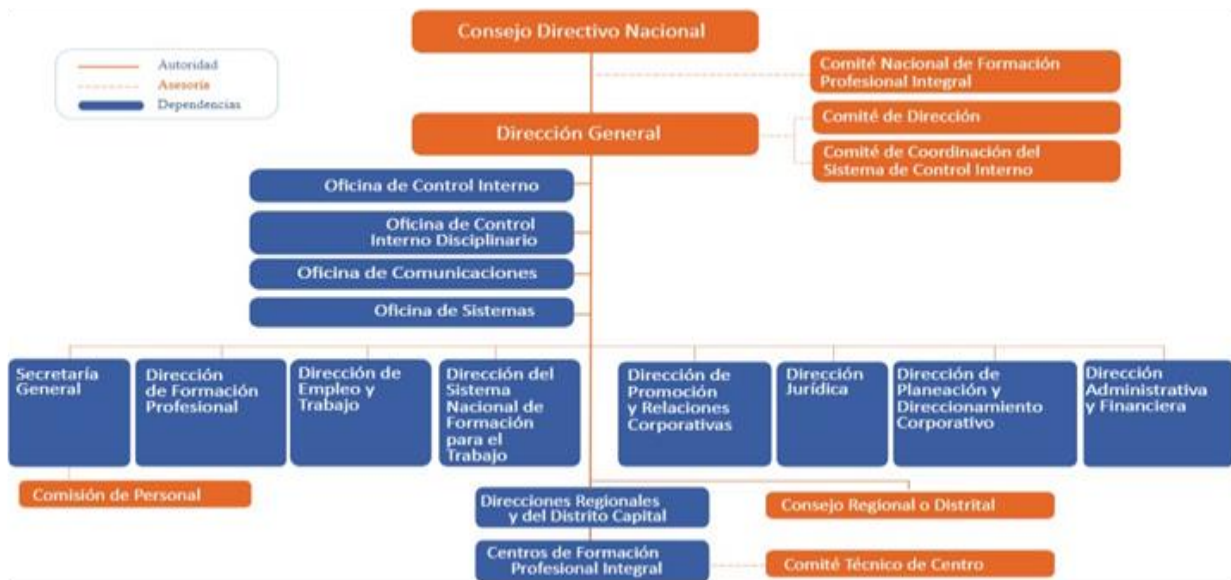 Consejo Directivo Nacional
Autoridad
Asesoría
Dependencias
Comité Nacional de Formación
Profesional Integral
Dirección General
Comité de Dirección
Comité de Coordinación del
Sistema de Control Interno
Oficina de Control Interno
Oficina de Control
Interno Disciplinario
Oficina de Comunicaciones
Oficina de Sistemas
Secretaría
General
Dirección
de Formación
Profesional
Dirección de
Empleo y
Trabajo
Dirección del
Sistema
Nacional de
Formación
para el
Trabajo
Dirección de
Promoción
y Relaciones
Corporativas
Dirección
Jurídica
Dirección de
Planeación y
Direccionamiento
Corporativo
Dirección
Administrativa
y Financiera
Comisión de Personal
Direcciones Regionales
y del Distrito Capital
Consejo Regional o Distrital
Centros de Formación
Profesional Integral
Comité Técnico de Centro